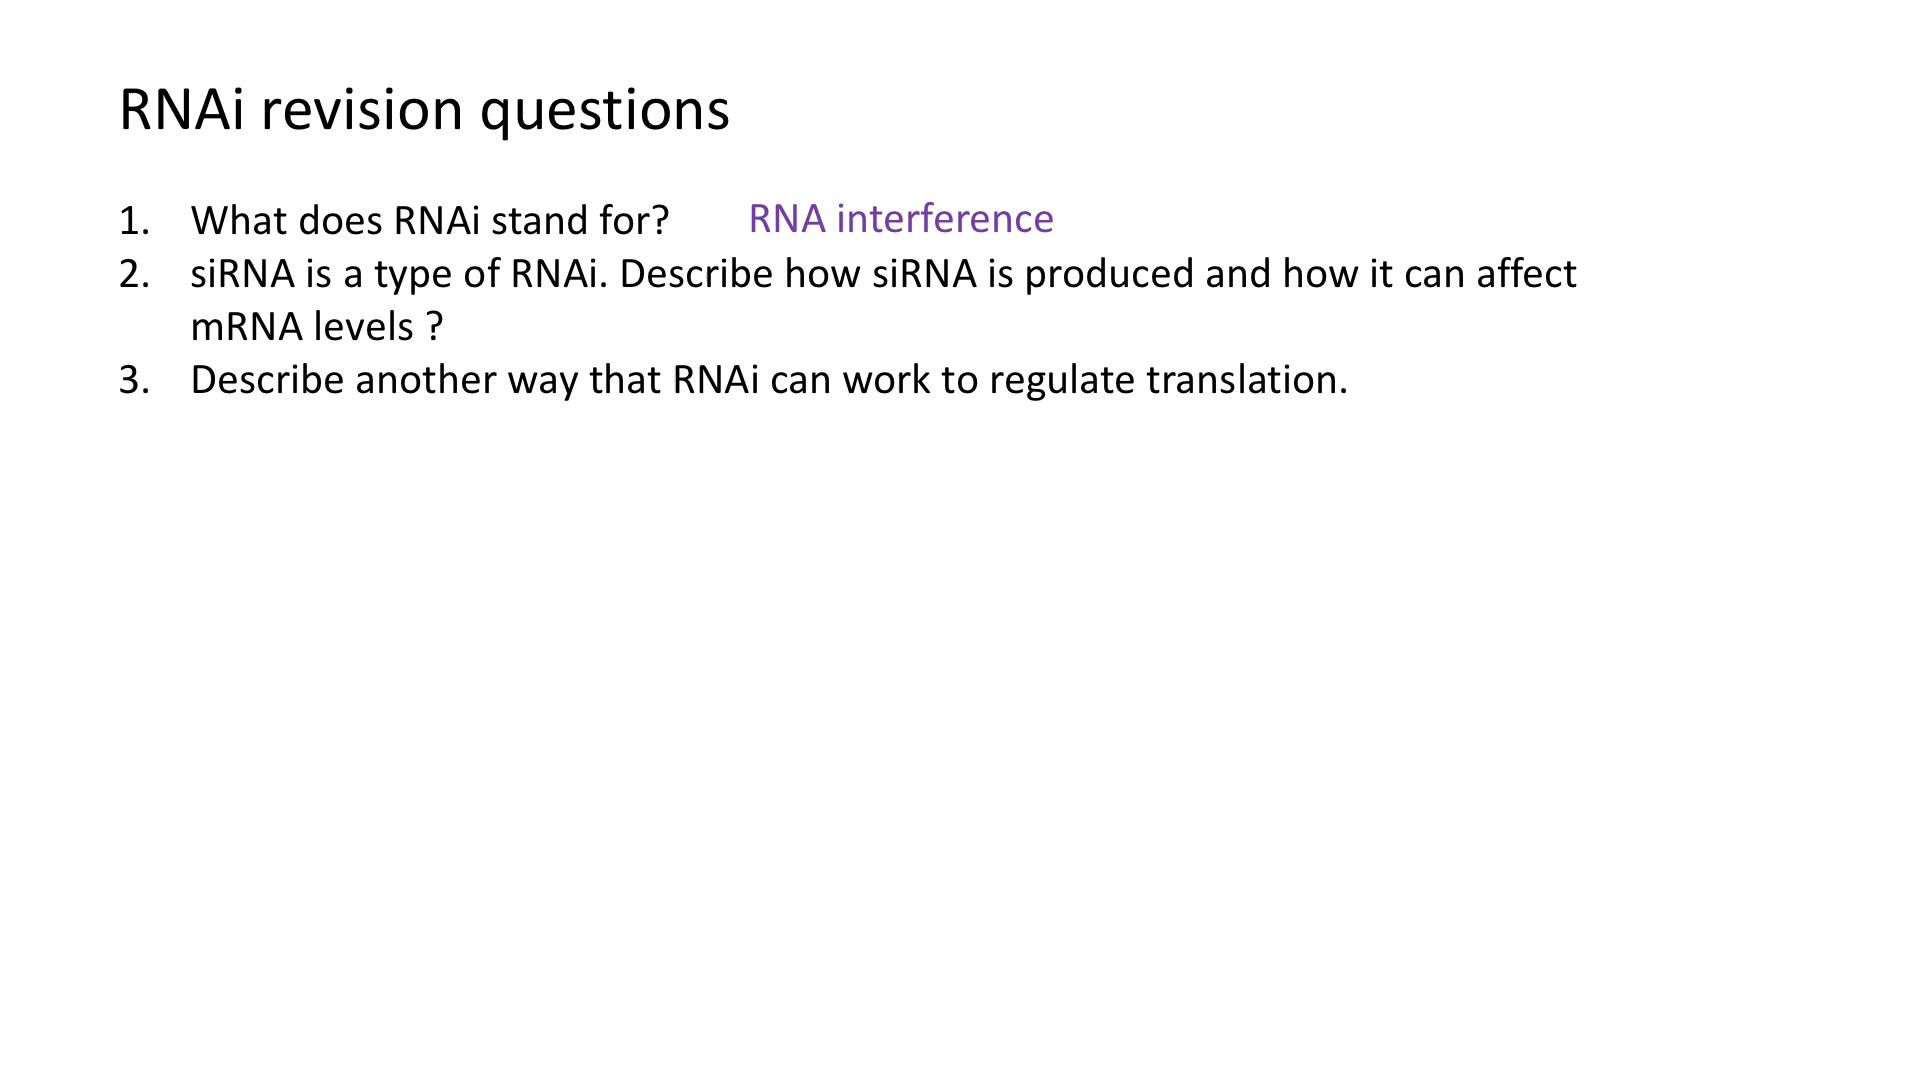 RNAi revision questions
1. What does RNAi stand for? RNA interference
2. siRNA is a type of RNAi. Describe how siRNA is produced and how it can affect
mRNA levels ?
3. Describe another way that RNAi can work to regulate translation.